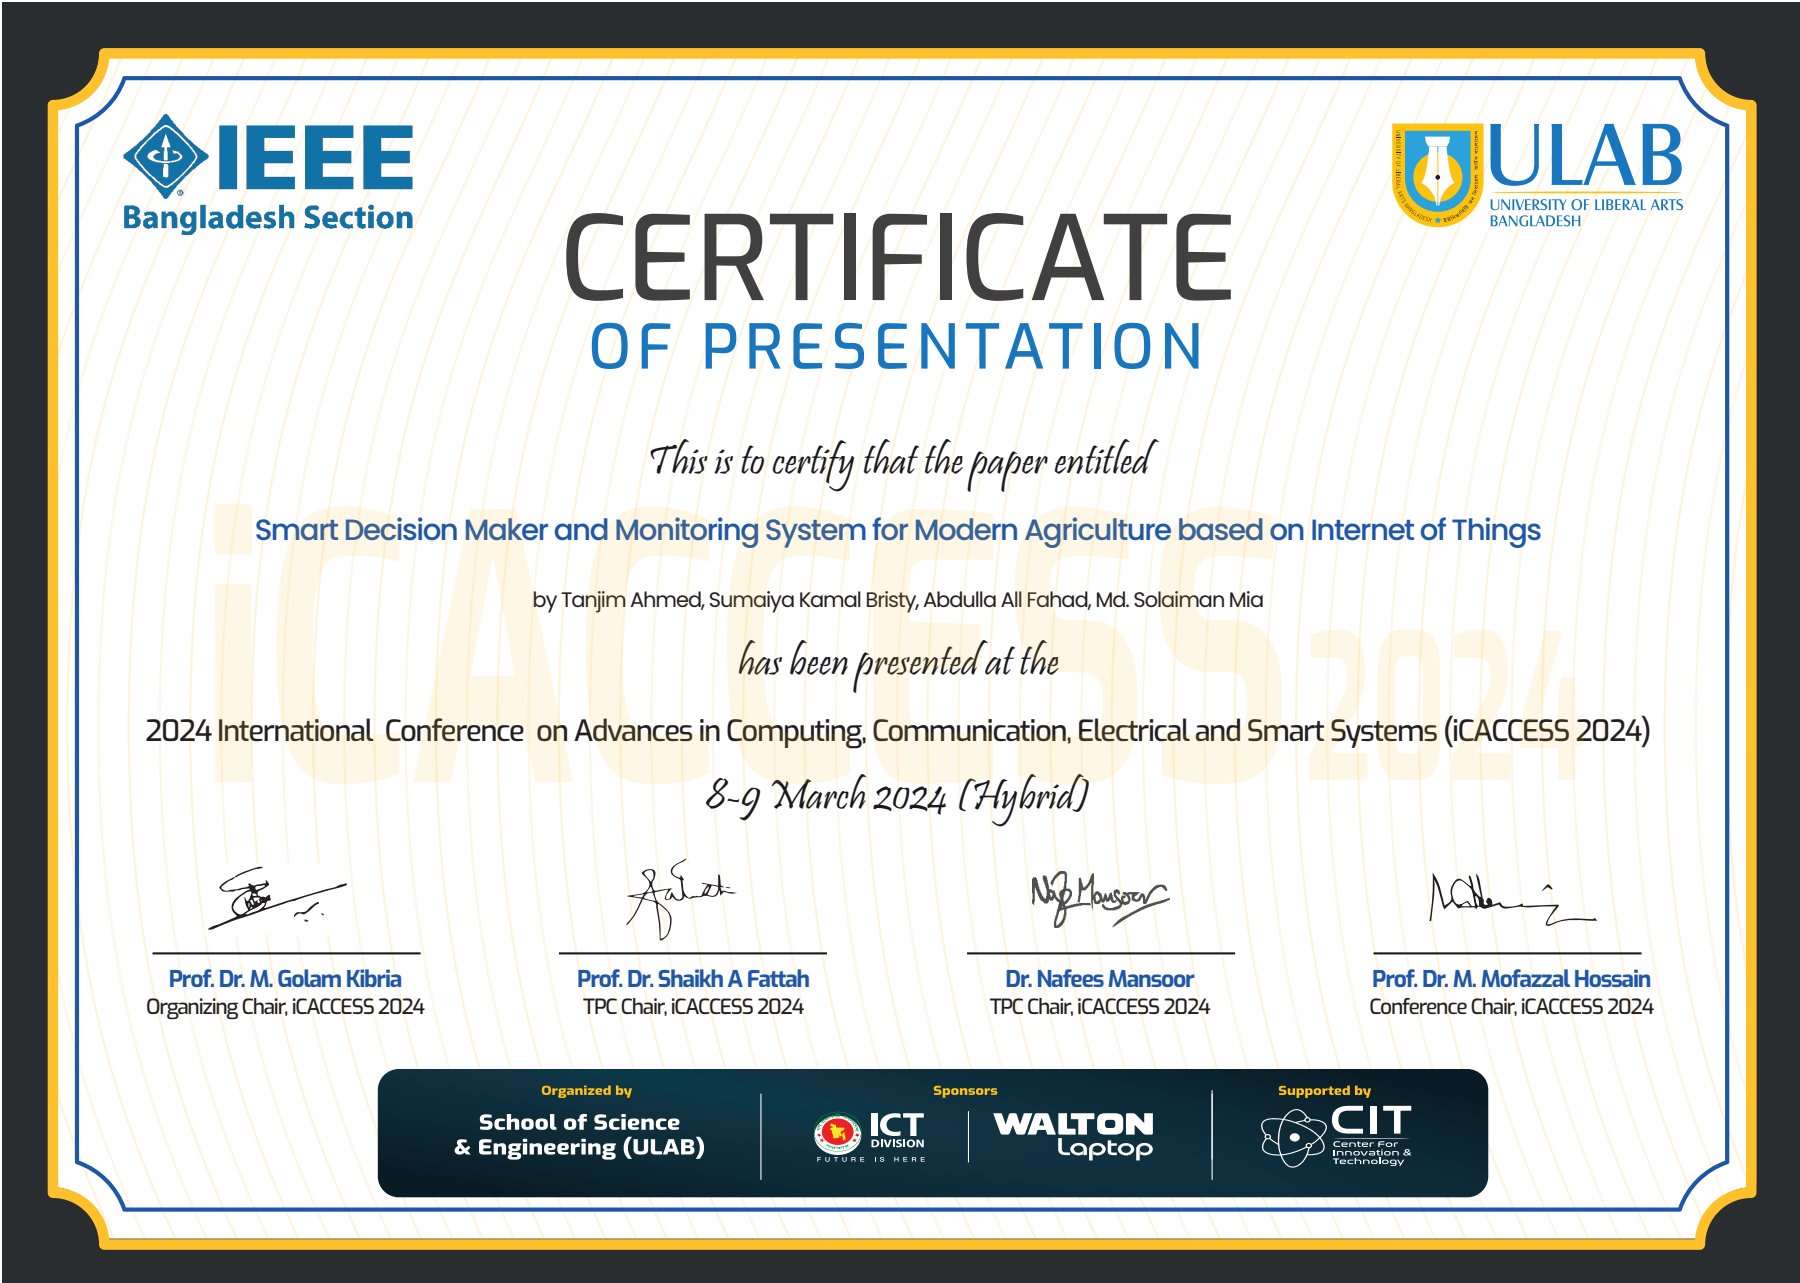 IEEE
Bangladesh Section
ULAB
UNIVERSITY OF LIBERAL ARTS
BANGLADESH
CERTIFICATE
OF PRESENTATION
This is to certify that the paper entitled
Smart Decision Maker and Monitoring System for Modern Agriculture based on Internet of Things
by Tanjim Ahmed, Sumaiya Kamal Bristy, Abdulla All Fahad, Md. Solaiman Mia
has been presented at the
iCACCESS 2024
2024 International Conference on Advances in Computing, Communication, Electrical and Smart Systems (iCACCESS 2024)
8-9 March 2024 (Hybrid)
Nafees Mansoor
Prof. Dr. M. Golam Kibria
Organizing Chair, iCACCESS 2024
Prof. Dr. Shaikh A Fattah
TPC Chair, iCACCESS 2024
Dr. Nafees Mansoor
TPC Chair, iCACCESS 2024
Prof. Dr. M. Mofazzal Hossain
Conference Chair, iCACCESS 2024
Organized by
School of Science
& Engineering (ULAB)
Sponsors
ICT
DIVISION
FUTURE IS HERE
WALTON
Laptop
Supported by
CIT
Center For
Innovation &
Technology